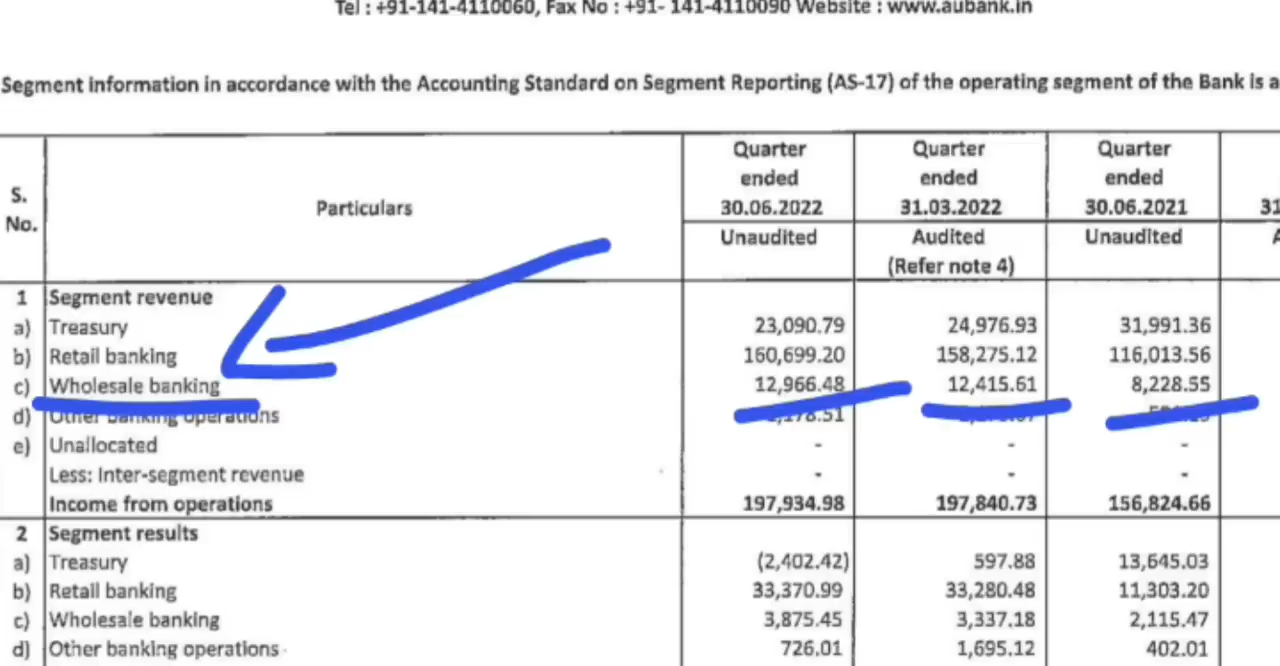 Tel : +91-141-4110060, Fax No : +91- 141-4110090 Website : www.aubank.in
Segment information in accordance with the Accounting Standard on Segment Reporting (AS-17) of the operating segment of the Bank is a
S. No. Particulars Quarter ended 30.06.2022 Quarter ended 31.03.2022 Quarter ended 30.06.2021 31
Unaudited Audited (Refer note 4) Unaudited A
1 Segment revenue
a) Treasury 23,090.79 24,976.93 31,991.36
b) Retail banking 160,699.20 158,275.12 116,013.56
c) Wholesale banking 12,966.48 12,415.61 8,228.55
d) Other banking operations
e) Unallocated - - -
Less: Inter-segment revenue - - -
Income from operations 197,934.98 197,840.73 156,824.66
2 Segment results
a) Treasury (2,402.42) 597.88 13,645.03
b) Retail banking 33,370.99 33,280.48 11,303.20
c) Wholesale banking 3,875.45 3,337.18 2,115.47
d) Other banking operations 726.01 1,695.12 402.01